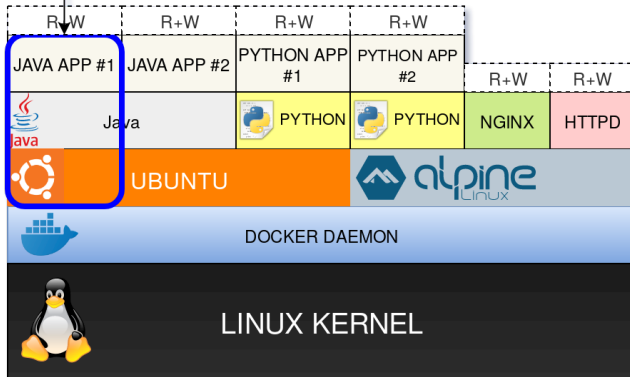 R+W R+W R+W R+W
JAVA APP #1 JAVA APP #2 PYTHON APP #1 PYTHON APP #2
R+W R+W
Java Java PYTHON PYTHON NGINX HTTPD
UBUNTU alpine Linux
DOCKER DAEMON
LINUX KERNEL